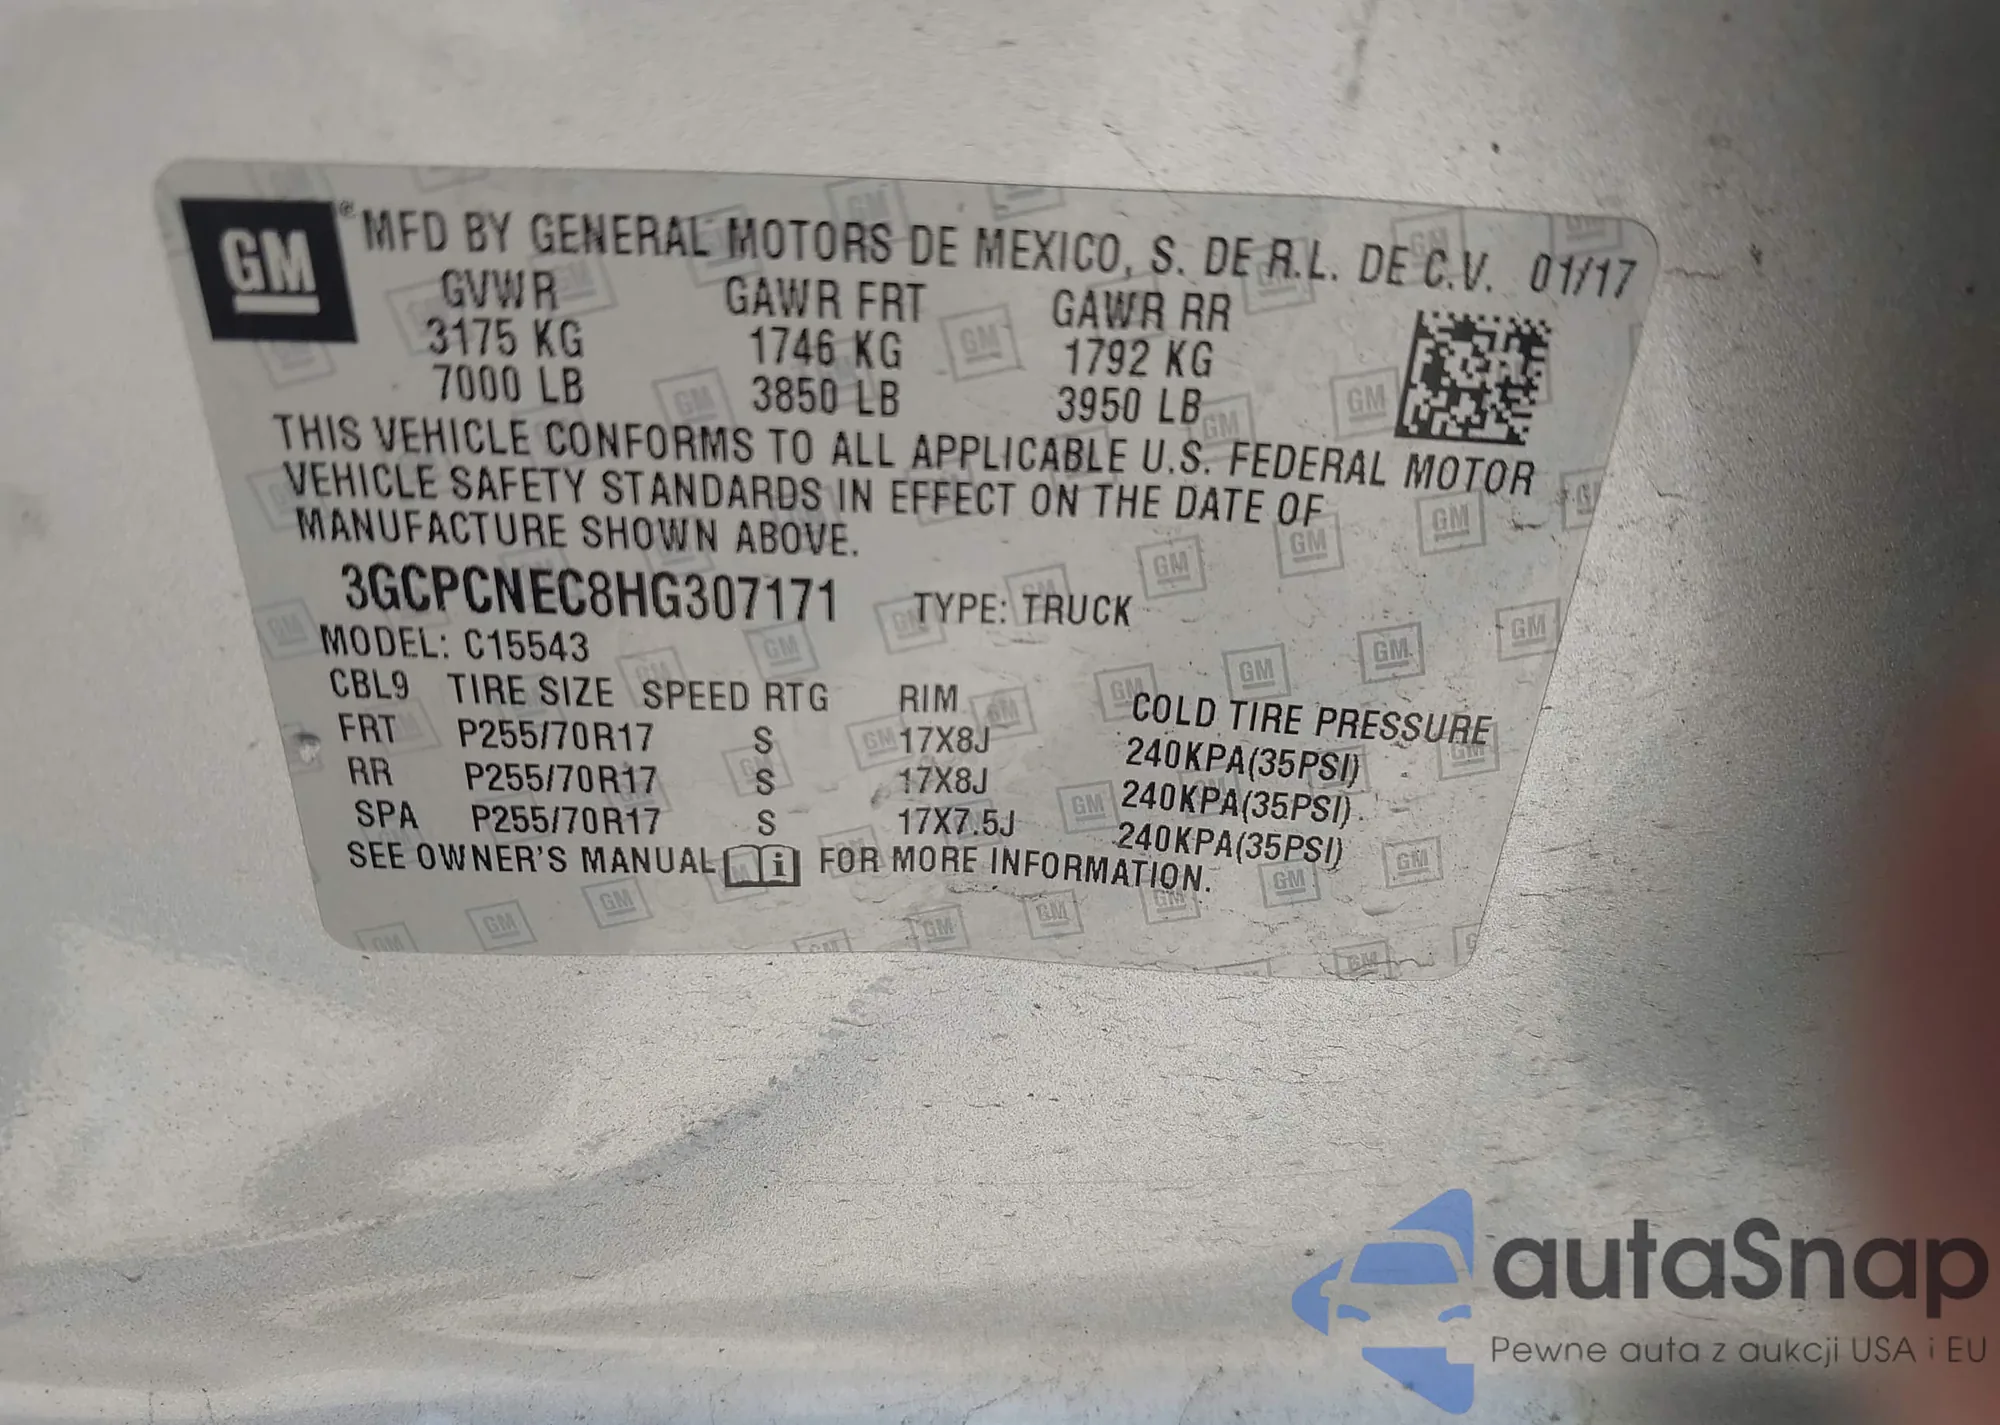 GM® MFD BY GENERAL MOTORS DE MEXICO, S. DE R.L. DE C.V. 01/17
GVWR GAWR FRT GAWR RR
3175 KG 1746 KG 1792 KG
7000 LB 3850 LB 3950 LB
THIS VEHICLE CONFORMS TO ALL APPLICABLE U.S. FEDERAL MOTOR
VEHICLE SAFETY STANDARDS IN EFFECT ON THE DATE OF
MANUFACTURE SHOWN ABOVE.
3GCPCNEC8HG307171 TYPE: TRUCK
MODEL: C15543
CBL9 TIRE SIZE SPEED RTG RIM COLD TIRE PRESSURE
FRT P255/70R17 S 17X8J 240KPA(35PSI)
RR P255/70R17 S 17X8J 240KPA(35PSI)
SPA P255/70R17 S 17X7.5J 240KPA(35PSI)
SEE OWNER'S MANUAL i FOR MORE INFORMATION.
autaSnap
Pewne auta z aukcji USA i EU